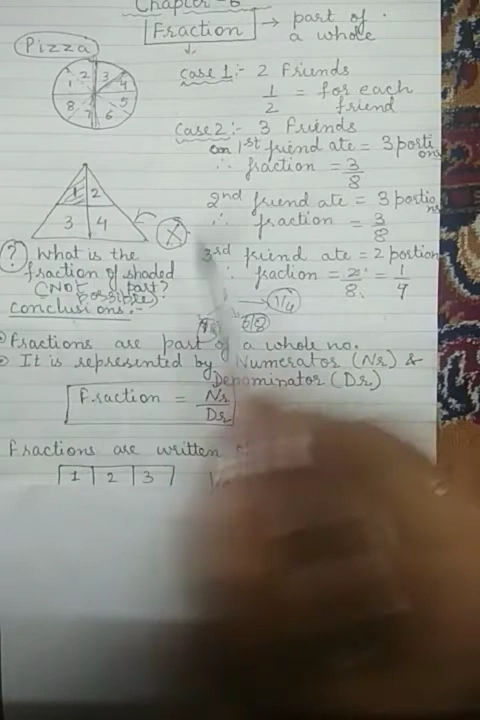 Chapter - 6
Fraction → part of a whole
Pizza
1 2 3 4 5 6 7 8
Case 1:- 2 Friends
1/2 = for each friend
Case 2:- 3 Friends
1st friend ate = 3 portions
∴ fraction = 3/8
2nd friend ate = 3 portions
∴ fraction = 3/8
3rd friend ate = 2 portion
∴ fraction = 2/8 = 1/4
→ 1/4
1 2
3 4
X
? What is the fraction of shaded part?
(Not possible)
Conclusions:-
Fractions are part of a whole no.
It is represented by Numerator (Nr) &
Denominator (Dr)
Fraction = Nr/Dr
Fractions are written
1 2 3